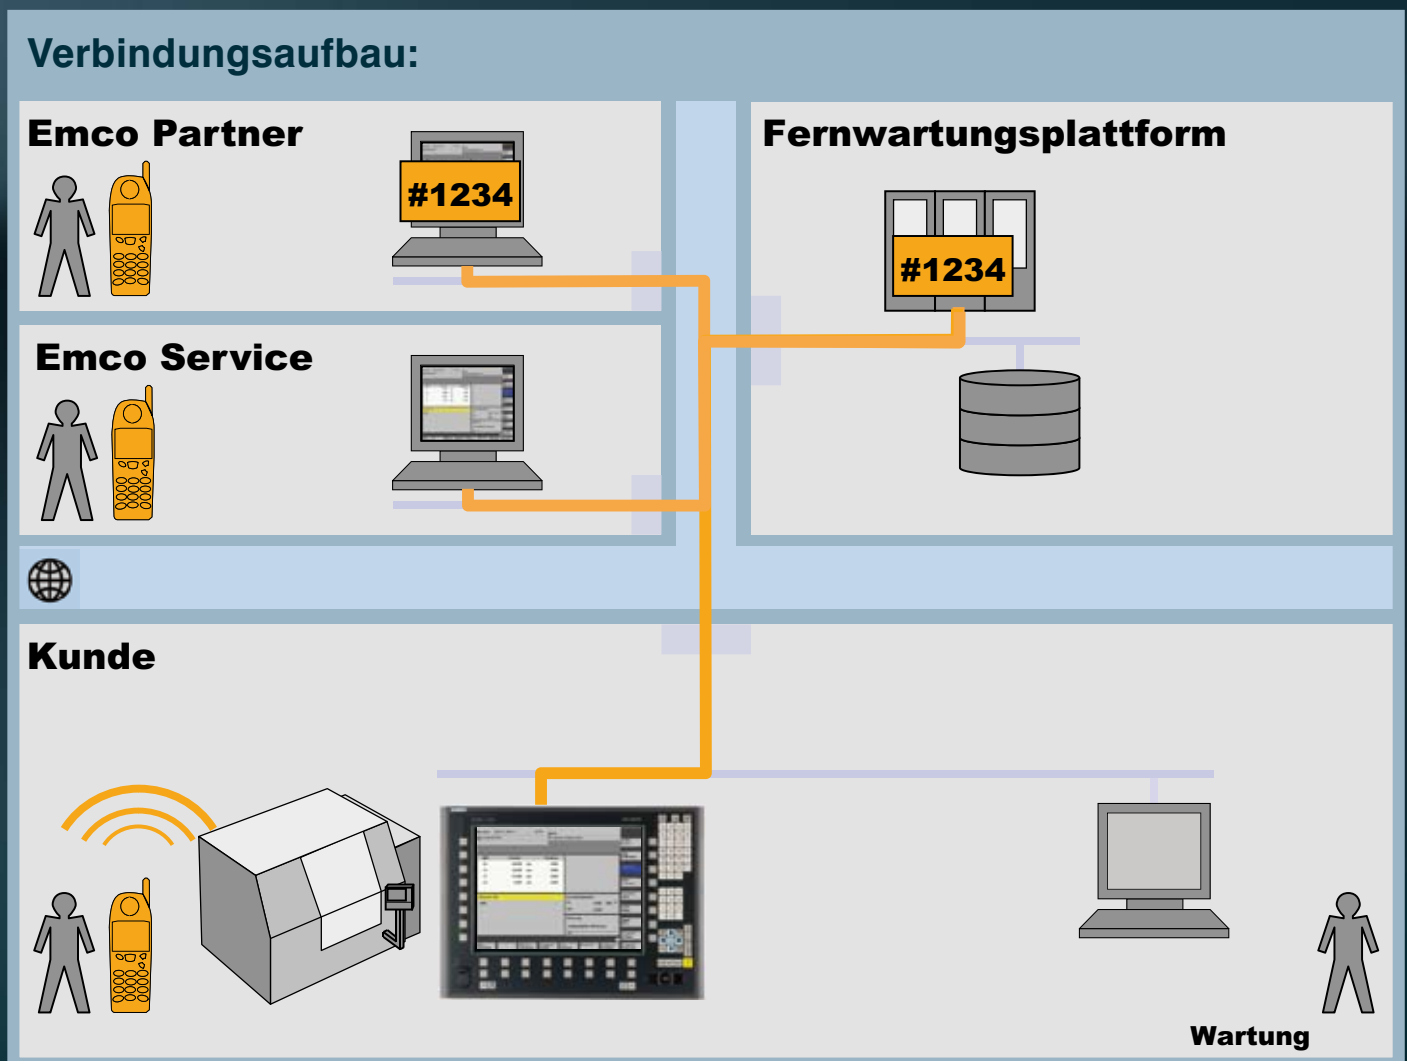 Verbindungsaufbau:
Emco Partner
#1234
Fernwartungsplattform
#1234
Emco Service
Kunde
Wartung